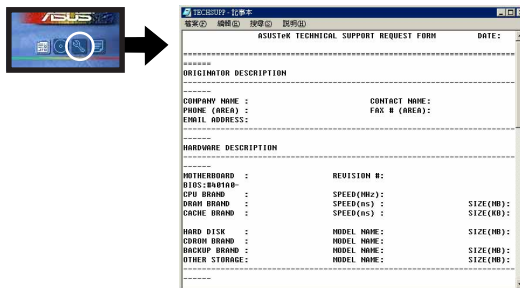 ASUS
TECHSUPP - 記事本
檔案(F) 編輯(E) 搜尋(S) 說明(H)
ASUSTeK TECHNICAL SUPPORT REQUEST FORM DATE:
================================================
======
ORIGINATOR DESCRIPTION
------------------------------------------------
------
COMPANY NAME : CONTACT NAME:
PHONE (AREA) : FAX # (AREA):
EMAIL ADDRESS:
------------------------------------------------
------
HARDWARE DESCRIPTION
------------------------------------------------
------
MOTHERBOARD : REVISION #:
BIOS:#401A0-
CPU BRAND : SPEED(MHz):
DRAM BRAND : SPEED(ns) : SIZE(MB):
CACHE BRAND : SPEED(ns) : SIZE(KB):
HARD DISK : MODEL NAME: SIZE(MB):
CDROM BRAND : MODEL NAME:
BACKUP BRAND : MODEL NAME: SIZE(MB):
OTHER STORAGE: MODEL NAME: SIZE(MB):
------------------------------------------------
------